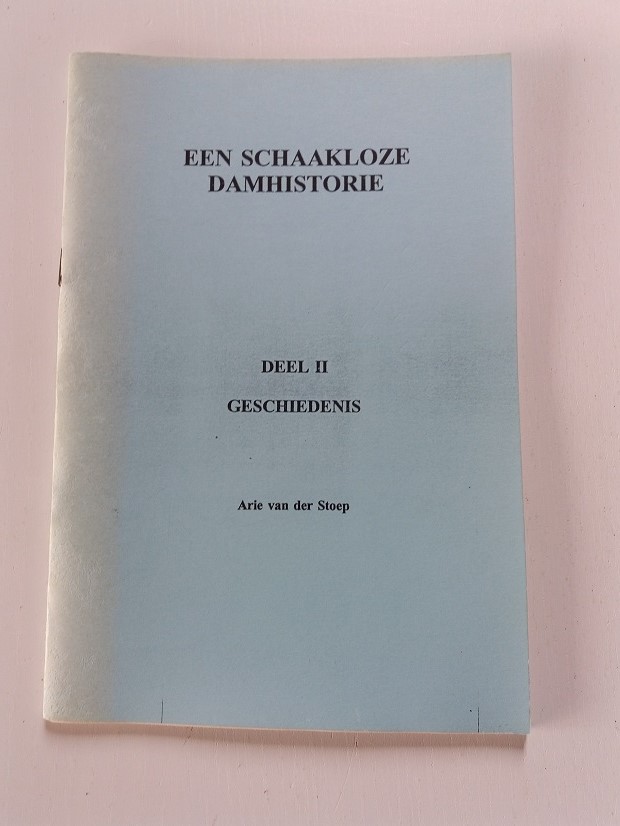 EEN SCHAAKLOZE
DAMHISTORIE
DEEL II
GESCHIEDENIS
Arie van der Stoep